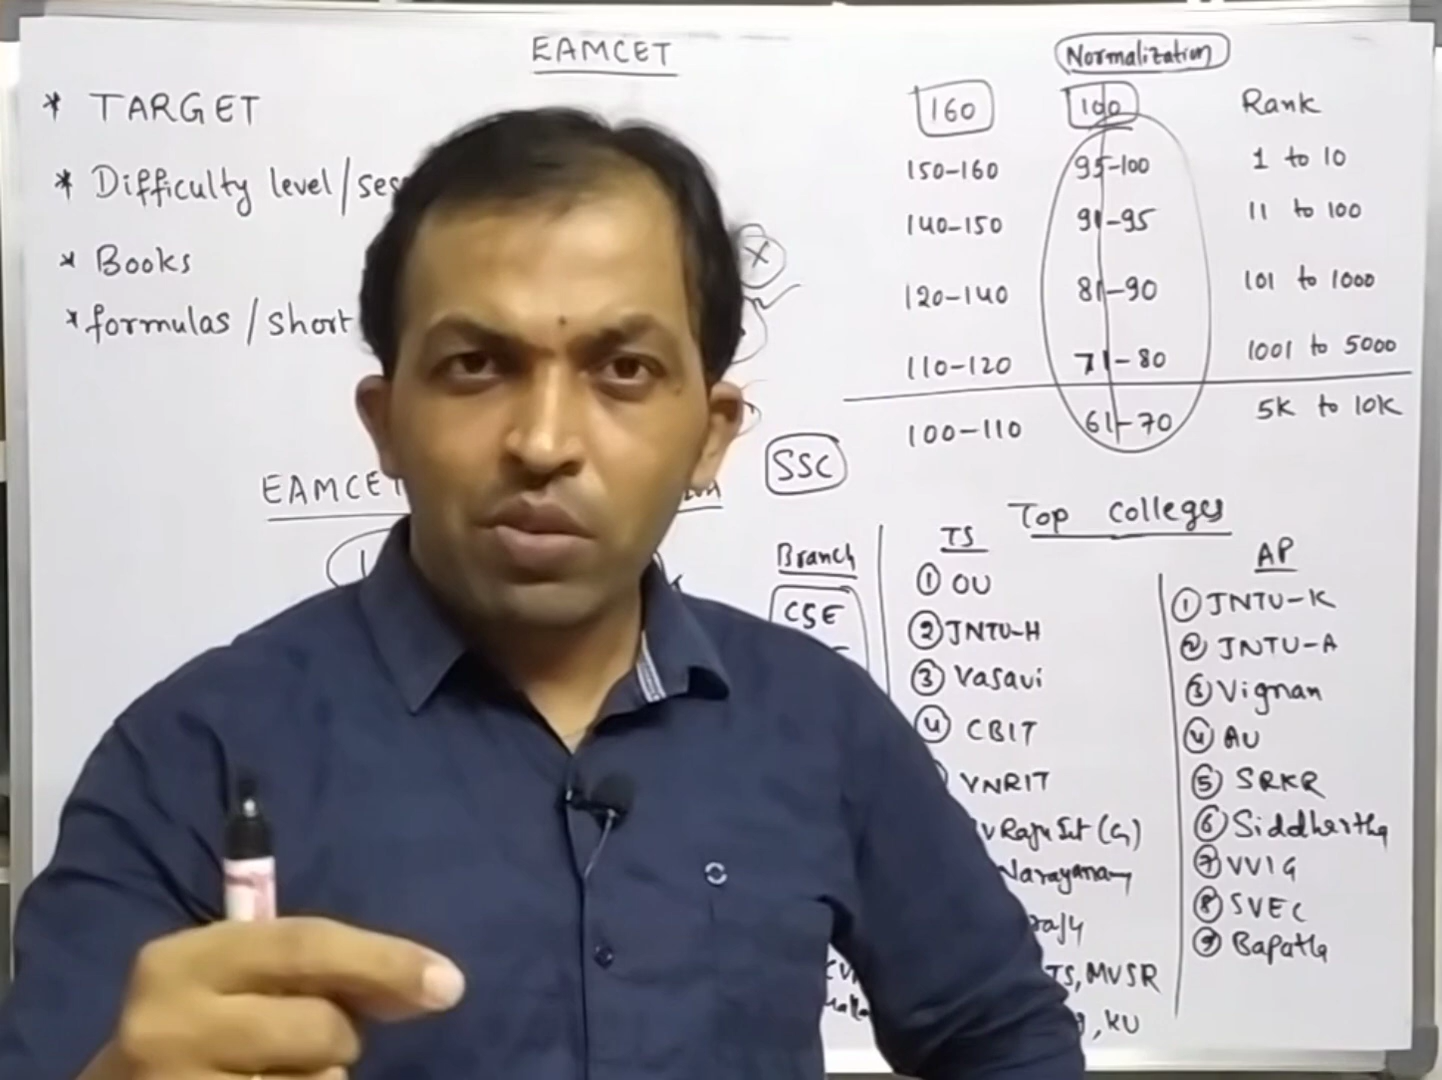 EAMCET
* TARGET
* Difficulty level/ses
* Books
* formulas / short
X
Normalization
160 100 Rank
150-160 95-100 1 to 10
140-150 91-95 11 to 100
120-140 81-90 101 to 1000
110-120 71-80 1001 to 5000
100-110 61-70 5K to 10K
EAMCET
SSC
Branch
CSE
Top colleges
TS
① OU
② JNTU-H
③ Vasavi
④ CBIT
VNRIT
Narayana
raju
TS, MVSR
, KU
AP
① JNTU-K
② JNTU-A
③ Vignan
④ AU
⑤ SRKR
⑥ Siddhertha
⑦ VVIG
⑧ SVEC
⑨ Bapatla